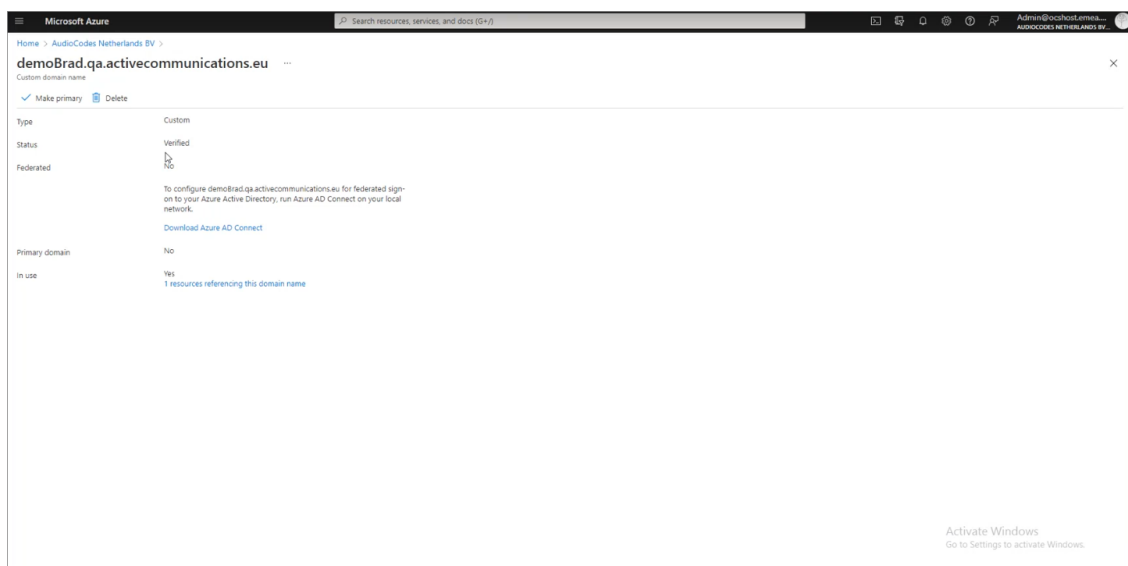 Microsoft Azure
Search resources, services, and docs (G+/)
Admin@ocshost.emea....
AUDIOCODES NETHERLANDS BV...
Home > AudioCodes Netherlands BV >
demoBrad.qa.activecommunications.eu ...
Custom domain name
Make primary Delete
Type Custom
Status Verified
Federated No
To configure demoBrad.qa.activecommunications.eu for federated sign-
on to your Azure Active Directory, run Azure AD Connect on your local
network.
Download Azure AD Connect
Primary domain No
In use Yes
1 resources referencing this domain name
Activate Windows
Go to Settings to activate Windows.